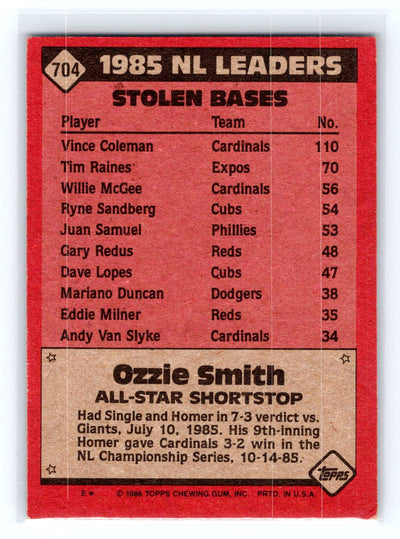 704
1985 NL LEADERS
STOLEN BASES
Player Team No.
Vince Coleman Cardinals 110
Tim Raines Expos 70
Willie McGee Cardinals 56
Ryne Sandberg Cubs 54
Juan Samuel Phillies 53
Gary Redus Reds 48
Dave Lopes Cubs 47
Mariano Duncan Dodgers 38
Eddie Milner Reds 35
Andy Van Slyke Cardinals 34
Ozzie Smith
ALL-STAR SHORTSTOP
Had Single and Homer in 7-3 verdict vs.
Giants, July 10, 1985. His 9th-inning
Homer gave Cardinals 3-2 win in the
NL Championship Series, 10-14-85.
Topps
E* © 1986 TOPPS CHEWING GUM, INC. PRTD. IN U.S.A.